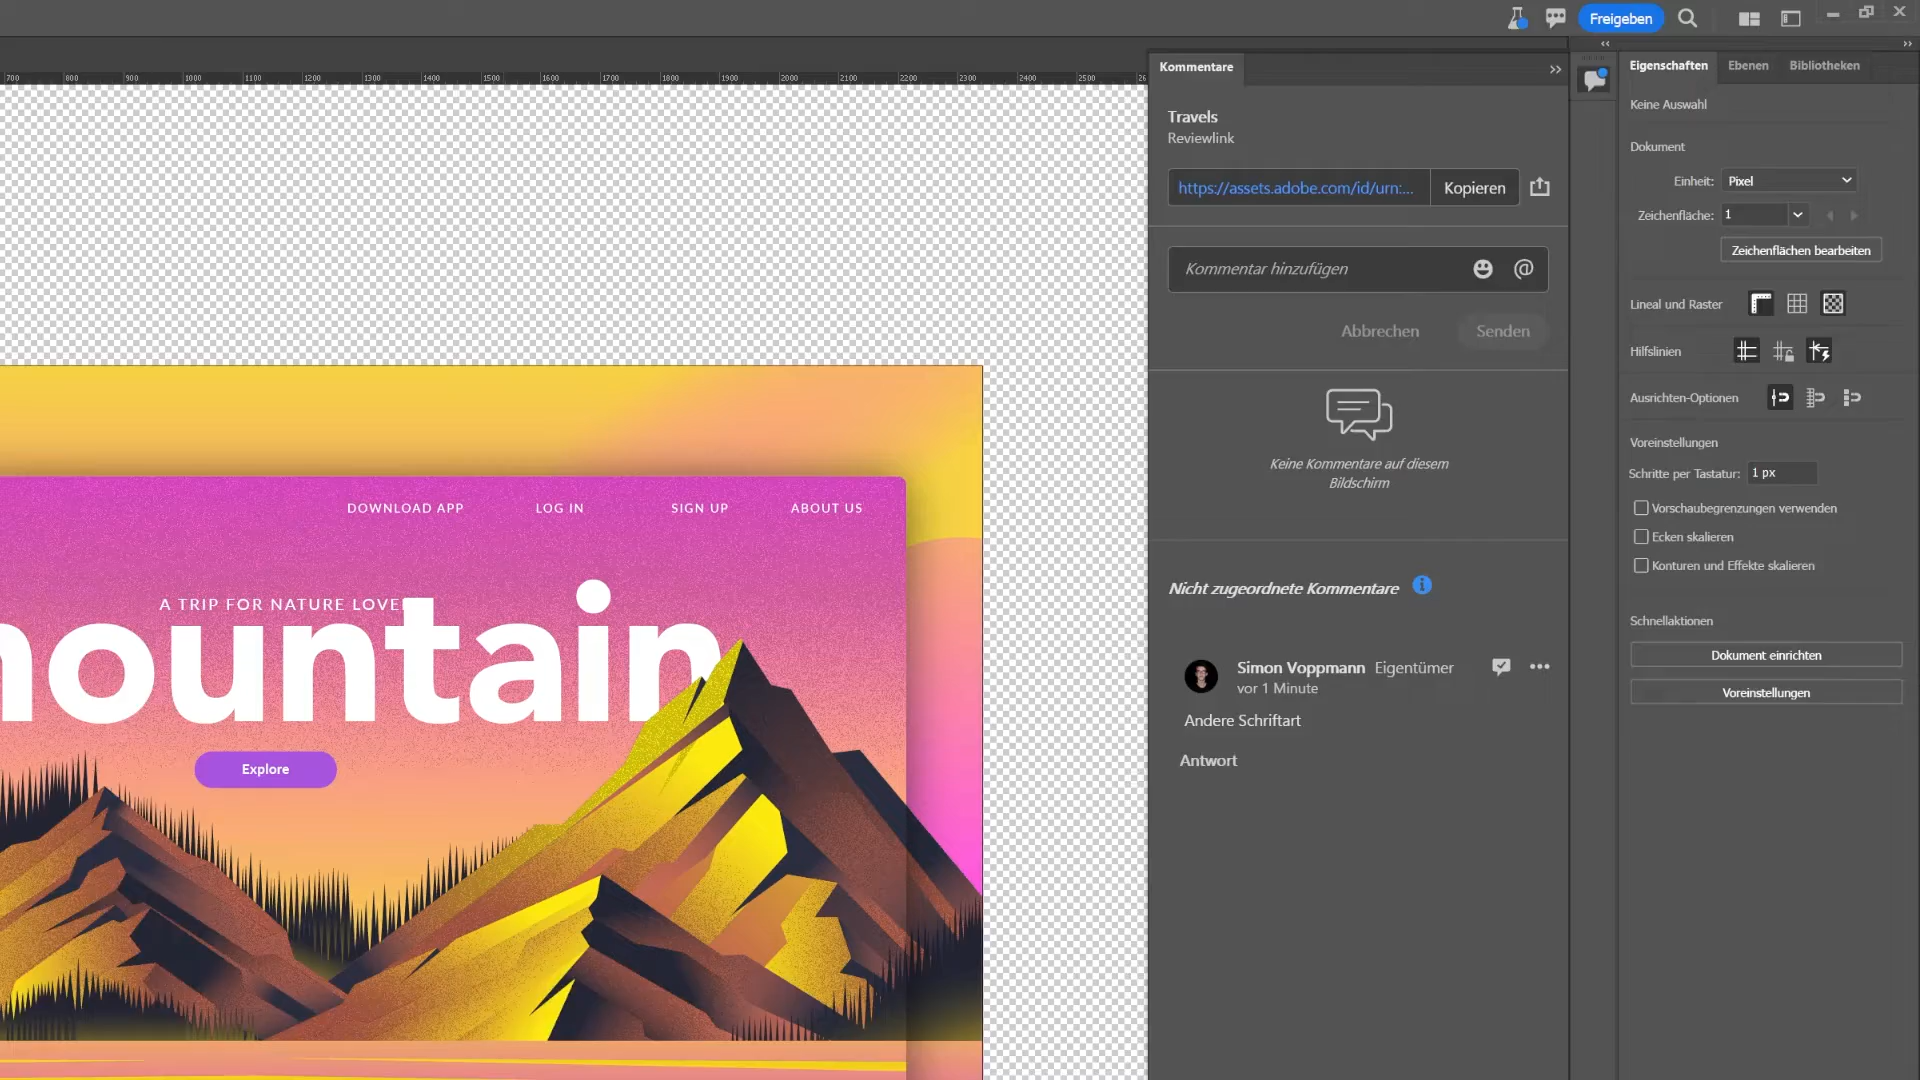 Freigeben
700 800 900 1000 1100 1200 1300 1400 1500 1600 1700 1800 1900 2000 2100 2200 2300 2400 2500 26
DOWNLOAD APP LOG IN SIGN UP ABOUT US
A TRIP FOR NATURE LOVE
mountain
Explore
Kommentare
Travels
Reviewlink
https://assets.adobe.com/id/urn:... Kopieren
Kommentar hinzufügen @
Abbrechen Senden
Keine Kommentare auf diesem
Bildschirm
Nicht zugeordnete Kommentare
Simon Voppmann Eigentümer
vor 1 Minute
Andere Schriftart
Antwort
Eigenschaften Ebenen Bibliotheken
Keine Auswahl
Dokument
Einheit: Pixel
Zeichenfläche: 1
Zeichenflächen bearbeiten
Lineal und Raster
Hilfslinien
Ausrichten-Optionen
Voreinstellungen
Schritte per Tastatur: 1 px
Vorschaubegrenzungen verwenden
Ecken skalieren
Konturen und Effekte skalieren
Schnellaktionen
Dokument einrichten
Voreinstellungen